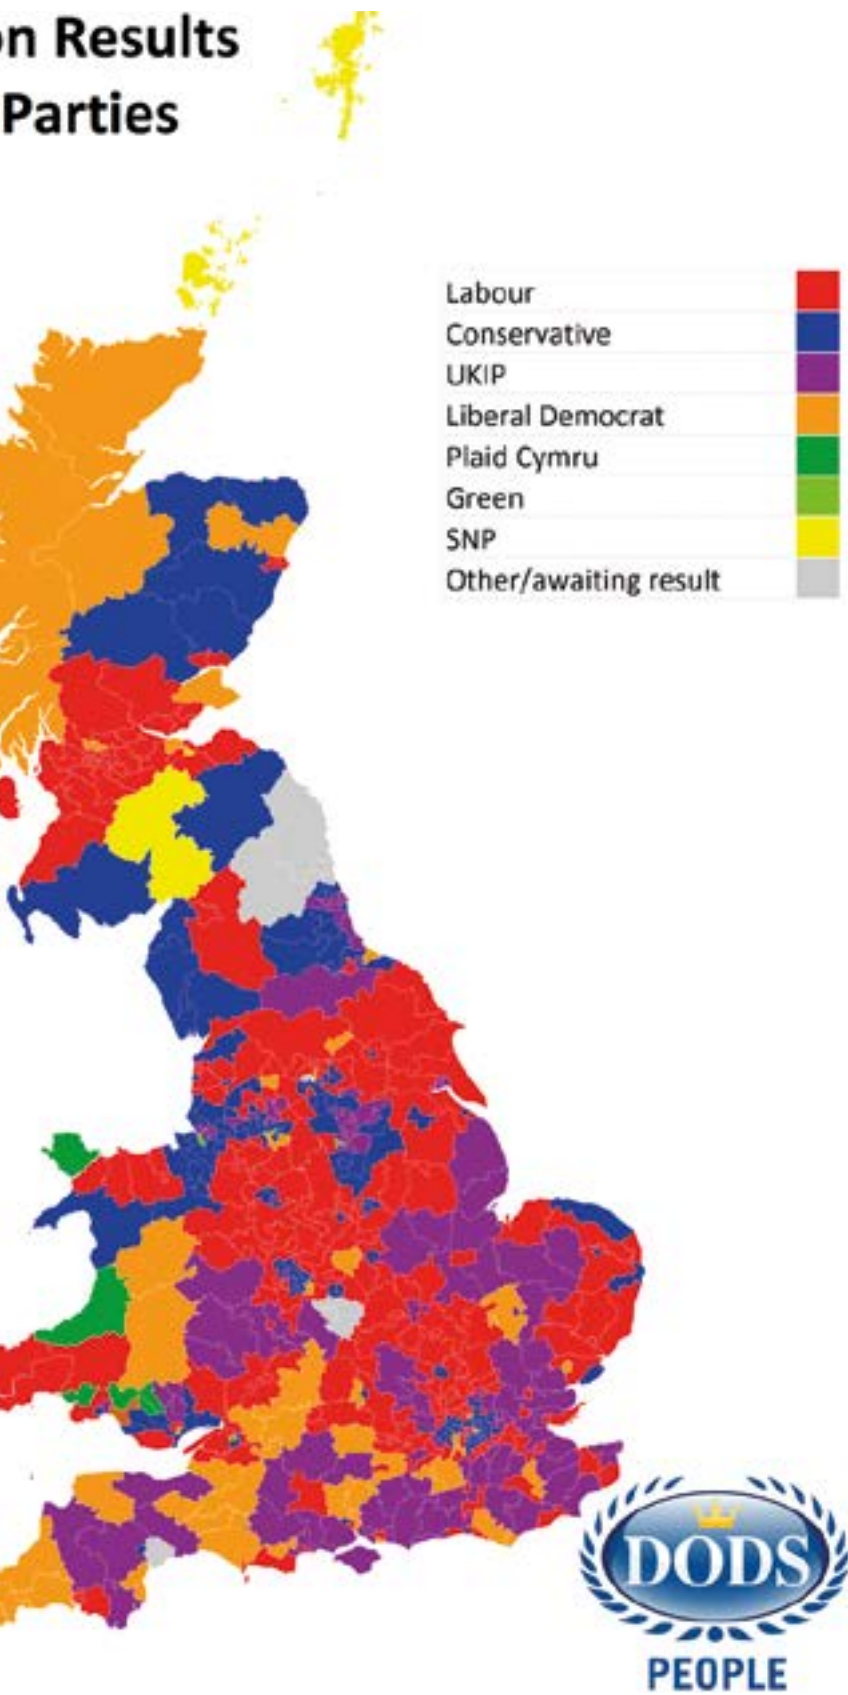 on Results
Parties
Labour
Conservative
UKIP
Liberal Democrat
Plaid Cymru
Green
SNP
Other/awaiting result
DODS
PEOPLE